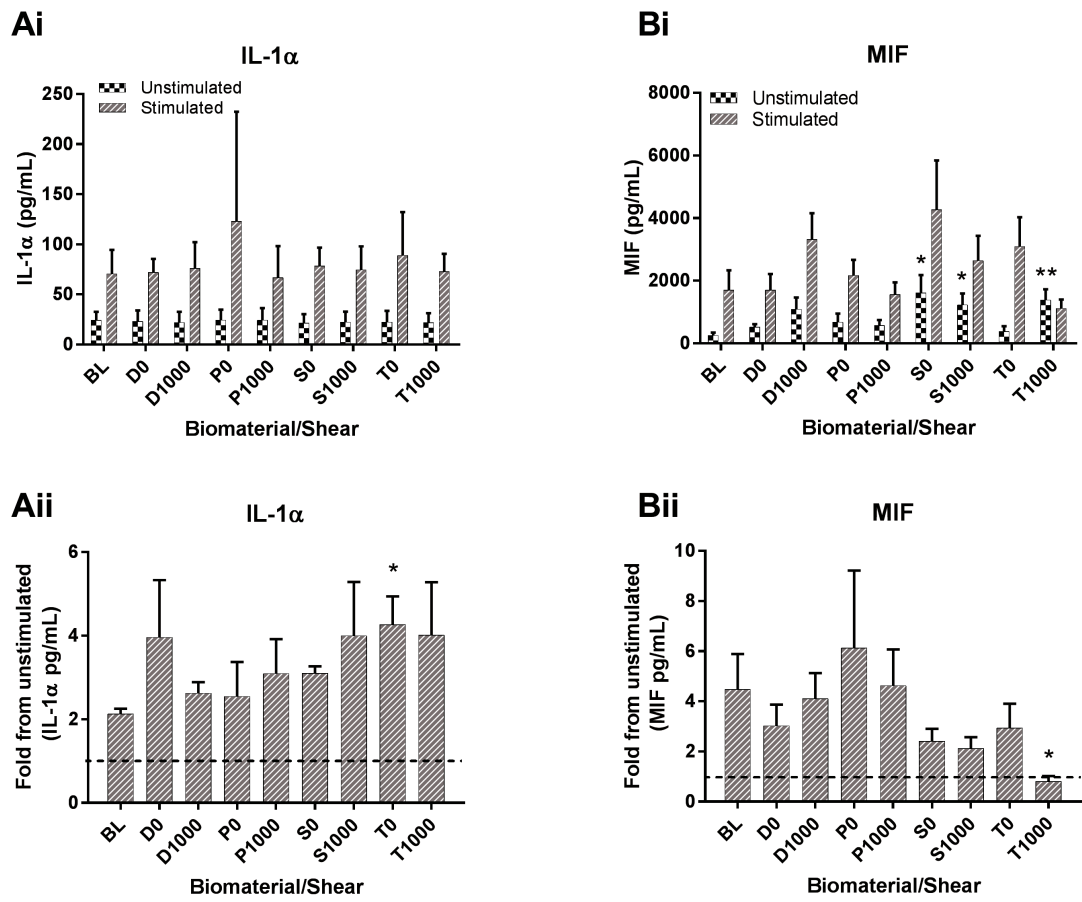 Ai
IL-1α
Unstimulated
Stimulated
250
200
150
100
50
0
IL-1α (pg/mL)
BL D0 D1000 P0 P1000 S0 S1000 T0 T1000
Biomaterial/Shear
Bi
MIF
Unstimulated
Stimulated
8000
6000
4000
2000
0
MIF (pg/mL)
* * **
BL D0 D1000 P0 P1000 S0 S1000 T0 T1000
Biomaterial/Shear
Aii
IL-1α
6
4
2
0
Fold from unstimulated
(IL-1α pg/mL)
*
BL D0 D1000 P0 P1000 S0 S1000 T0 T1000
Biomaterial/Shear
Bii
MIF
10
8
6
4
2
0
Fold from unstimulated
(MIF pg/mL)
*
BL D0 D1000 P0 P1000 S0 S1000 T0 T1000
Biomaterial/Shear